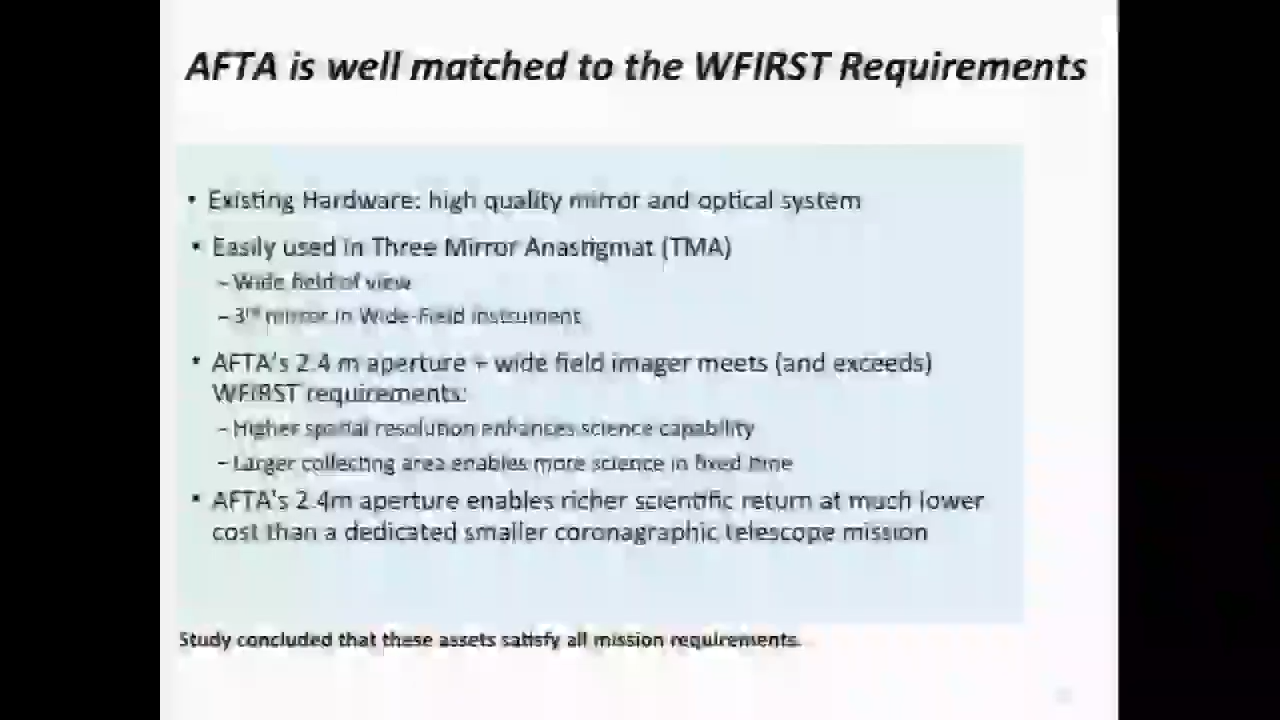 AFTA is well matched to the WFIRST Requirements
• Existing Hardware: high quality mirror and optical system
• Easily used in Three Mirror Anastigmat (TMA)
– Wide field of view
– 3rd mirror in Wide-Field instrument
• AFTA's 2.4 m aperture + wide field imager meets (and exceeds)
WFIRST requirements:
– Higher spatial resolution enhances science capability
– Larger collecting area enables more science in fixed time
• AFTA's 2.4m aperture enables richer scientific return at much lower
cost than a dedicated smaller coronagraphic telescope mission
Study concluded that these assets satisfy all mission requirements.